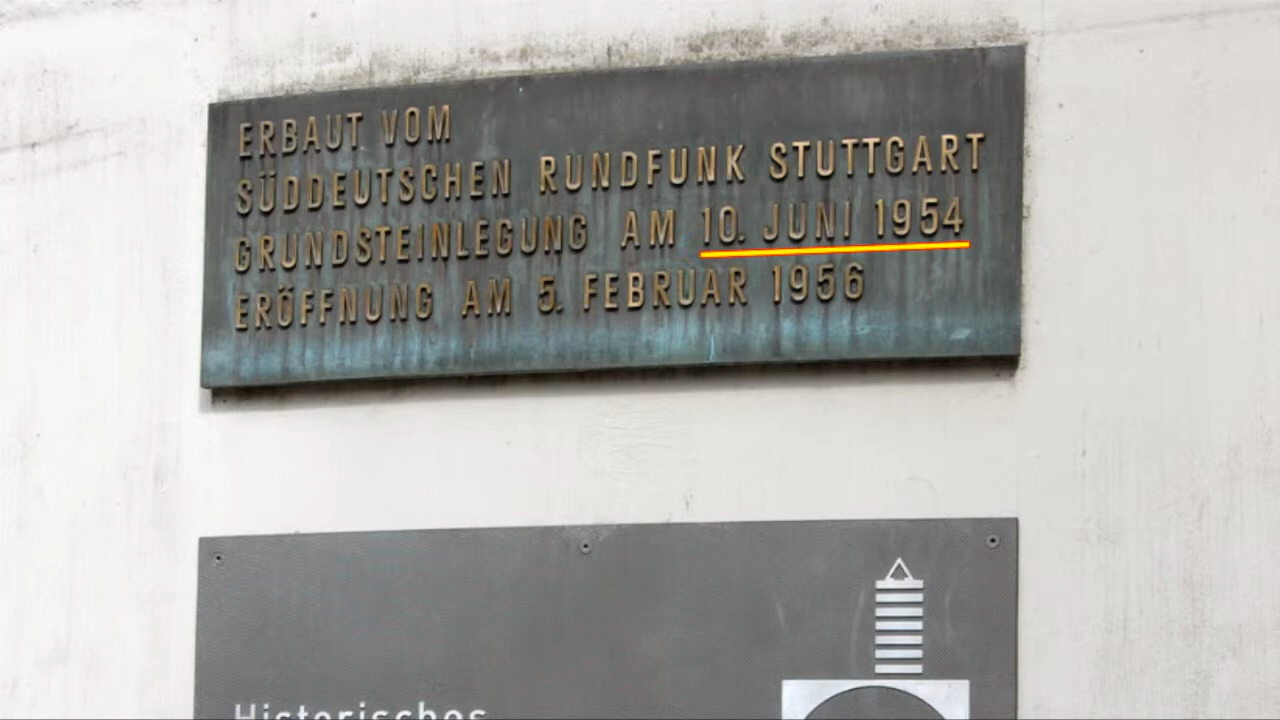 ERBAUT VOM
SÜDDEUTSCHEN RUNDFUNK STUTTGART
GRUNDSTEINLEGUNG AM 10. JUNI 1954
ERÖFFNUNG AM 5. FEBRUAR 1956
Historisches